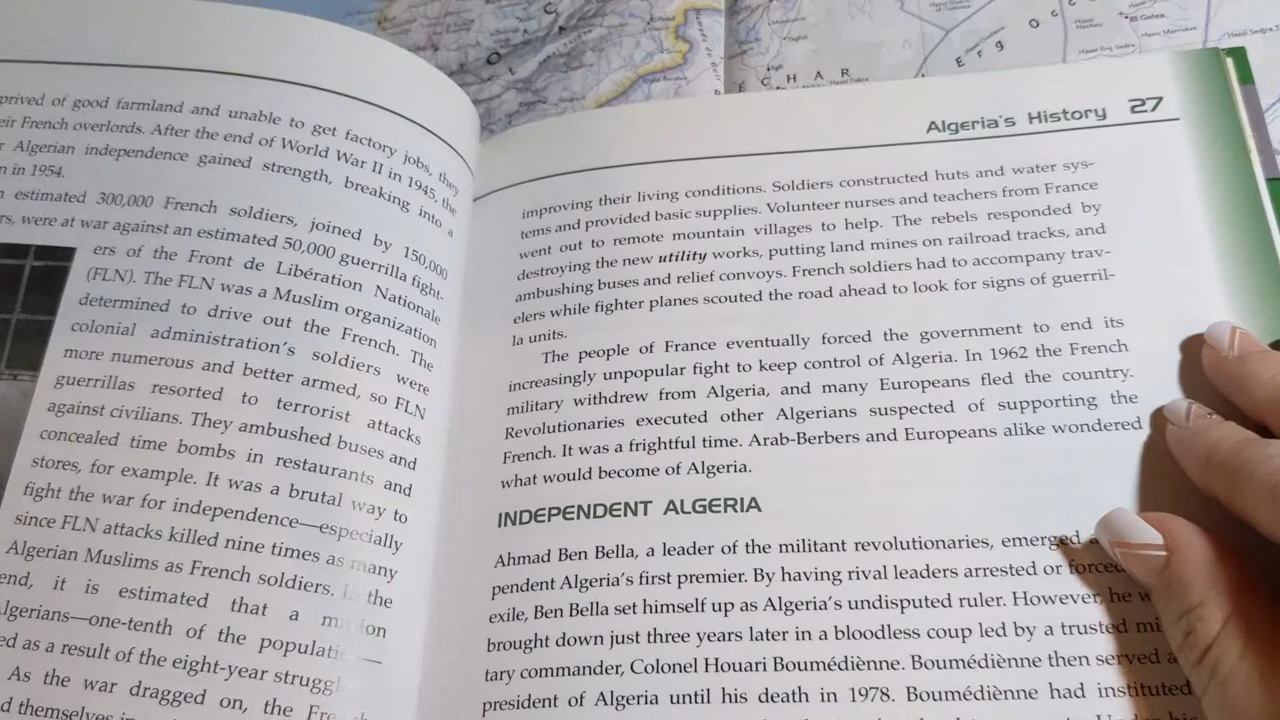 prived of good farmland and unable to get factory jobs, they
eir French overlords. After the end of World War II in 1945, the
r Algerian independence gained strength, breaking into a
n in 1954.
n estimated 300,000 French soldiers, joined by 150,000
rs, were at war against an estimated 50,000 guerrilla fight-
ers of the Front de Libération Nationale
(FLN). The FLN was a Muslim organization
determined to drive out the French. The
colonial administration's soldiers were
more numerous and better armed, so FLN
guerrillas resorted to terrorist attacks
against civilians. They ambushed buses and
concealed time bombs in restaurants and
stores, for example. It was a brutal way to
fight the war for independence—especially
since FLN attacks killed nine times as many
Algerian Muslims as French soldiers. In the
end, it is estimated that a
lgerians—one-tenth of the
ed as a result of the eight-year
As the war dragged on, the
d themselves
Algeria's History 27
improving their living conditions. Soldiers constructed huts and water sys-
tems and provided basic supplies. Volunteer nurses and teachers from France
went out to remote mountain villages to help. The rebels responded by
destroying the new utility works, putting land mines on railroad tracks, and
ambushing buses and relief convoys. French soldiers had to accompany trav-
elers while fighter planes scouted the road ahead to look for signs of guerril-
la units.
The people of France eventually forced the government to end its
increasingly unpopular fight to keep control of Algeria. In 1962 the French
military withdrew from Algeria, and many Europeans fled the country.
Revolutionaries executed other Algerians suspected of supporting the
French. It was a frightful time. Arab-Berbers and Europeans alike wondered
what would become of Algeria.
INDEPENDENT ALGERIA
Ahmad Ben Bella, a leader of the militant revolutionaries, emerged
pendent Algeria's first premier. By having rival leaders arrested or forced
exile, Ben Bella set himself up as Algeria's undisputed ruler. However, he w
brought down just three years later in a bloodless coup led by a trusted mi
tary commander, Colonel Houari Boumédiènne. Boumédiènne then served a
president of Algeria until his death in 1978. Boumédiènne had instituted
CHAR
Erg Occ
El Golea
Igli